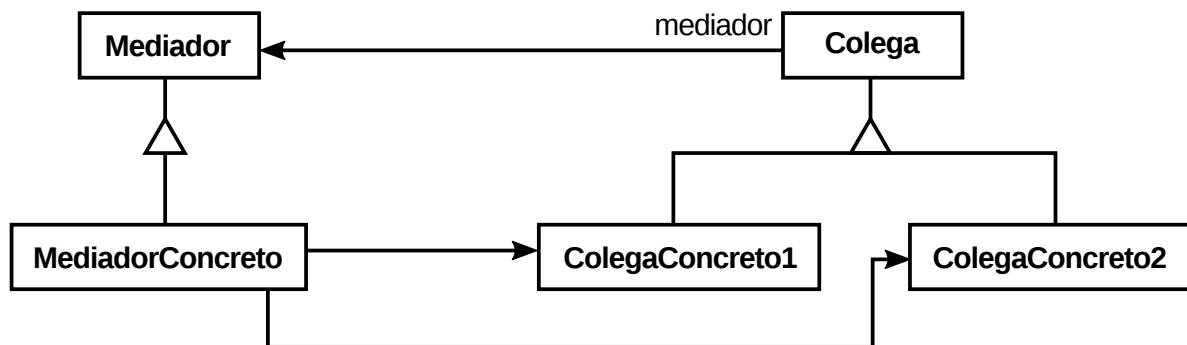 Mediador
mediador
Colega
MediadorConcreto
ColegaConcreto1
ColegaConcreto2